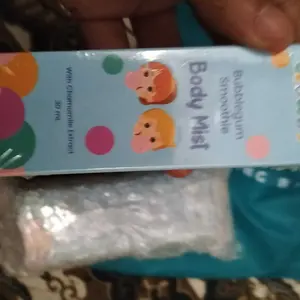 Bubblegum
Smoothie
Body Mist
With Chamomile Extract
30 ml